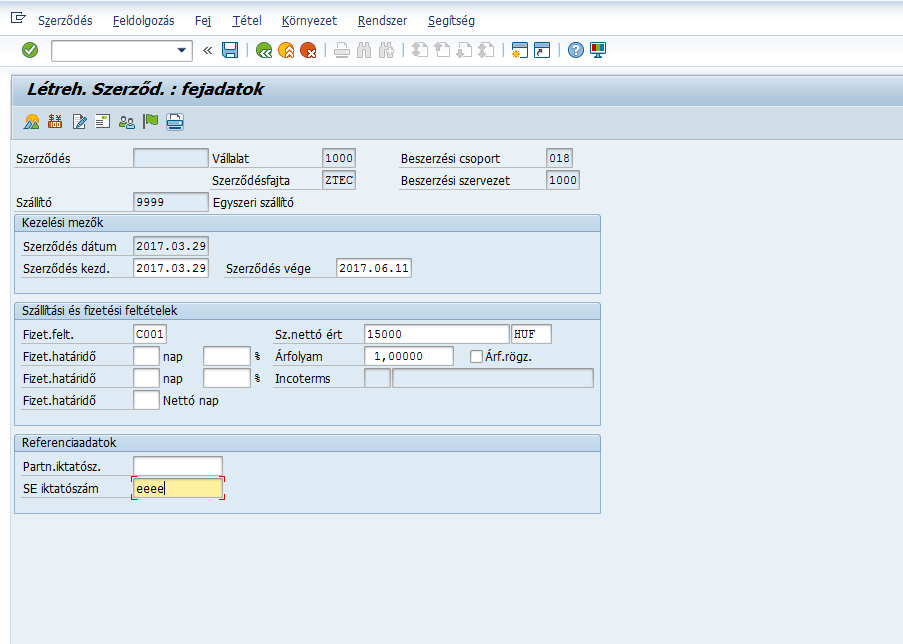 Szerződés Feldolgozás Fej Tétel Környezet Rendszer Segítség
Létreh. Szerződ. : fejadatok
Szerződés Vállalat 1000 Beszerzési csoport 018
Szerződésfajta ZTEC Beszerzési szervezet 1000
Szállító 9999 Egyszeri szállító
Kezelési mezők
Szerződés dátum 2017.03.29
Szerződés kezd. 2017.03.29 Szerződés vége 2017.06.11
Szállítási és fizetési feltételek
Fizet.felt. C001 Sz.nettó ért 15000 HUF
Fizet.határidő nap % Árfolyam 1,00000 Árf.rögz.
Fizet.határidő nap % Incoterms
Fizet.határidő Nettó nap
Referenciaadatok
Partn.iktatósz.
SE iktatószám eeee